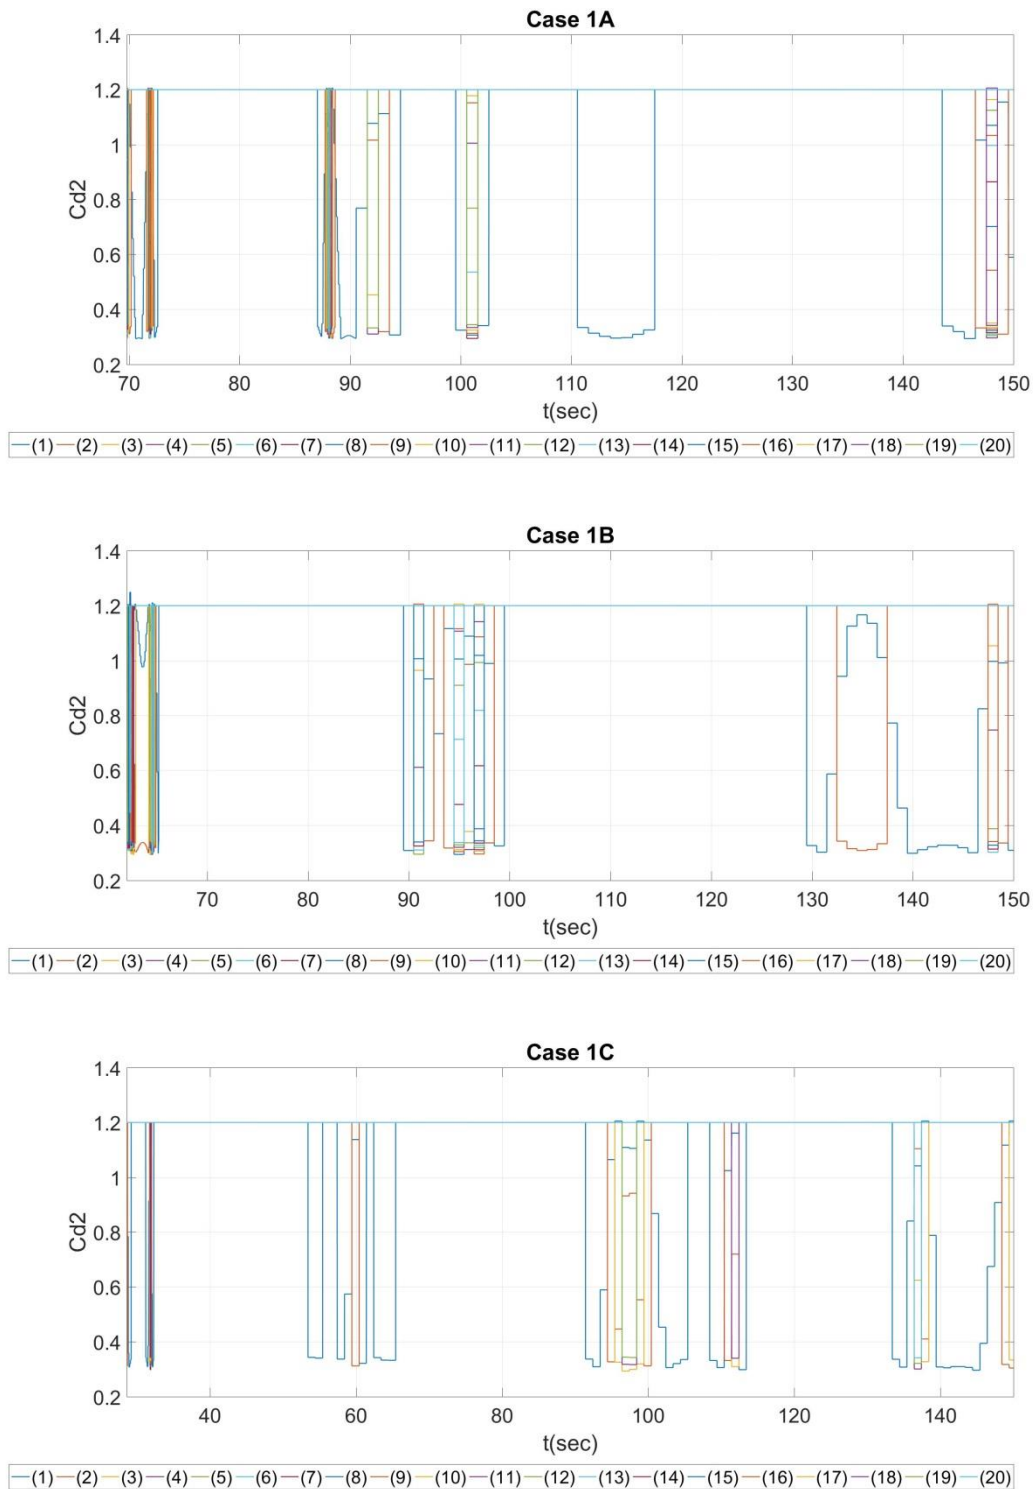 Case 1A
1.4
1.2
1
0.8
0.6
0.4
0.2
Cd2
70 80 90 100 110 120 130 140 150
t(sec)
(1) (2) (3) (4) (5) (6) (7) (8) (9) (10) (11) (12) (13) (14) (15) (16) (17) (18) (19) (20)
Case 1B
1.4
1.2
1
0.8
0.6
0.4
0.2
Cd2
70 80 90 100 110 120 130 140 150
t(sec)
(1) (2) (3) (4) (5) (6) (7) (8) (9) (10) (11) (12) (13) (14) (15) (16) (17) (18) (19) (20)
Case 1C
1.4
1.2
1
0.8
0.6
0.4
0.2
Cd2
40 60 80 100 120 140
t(sec)
(1) (2) (3) (4) (5) (6) (7) (8) (9) (10) (11) (12) (13) (14) (15) (16) (17) (18) (19) (20)